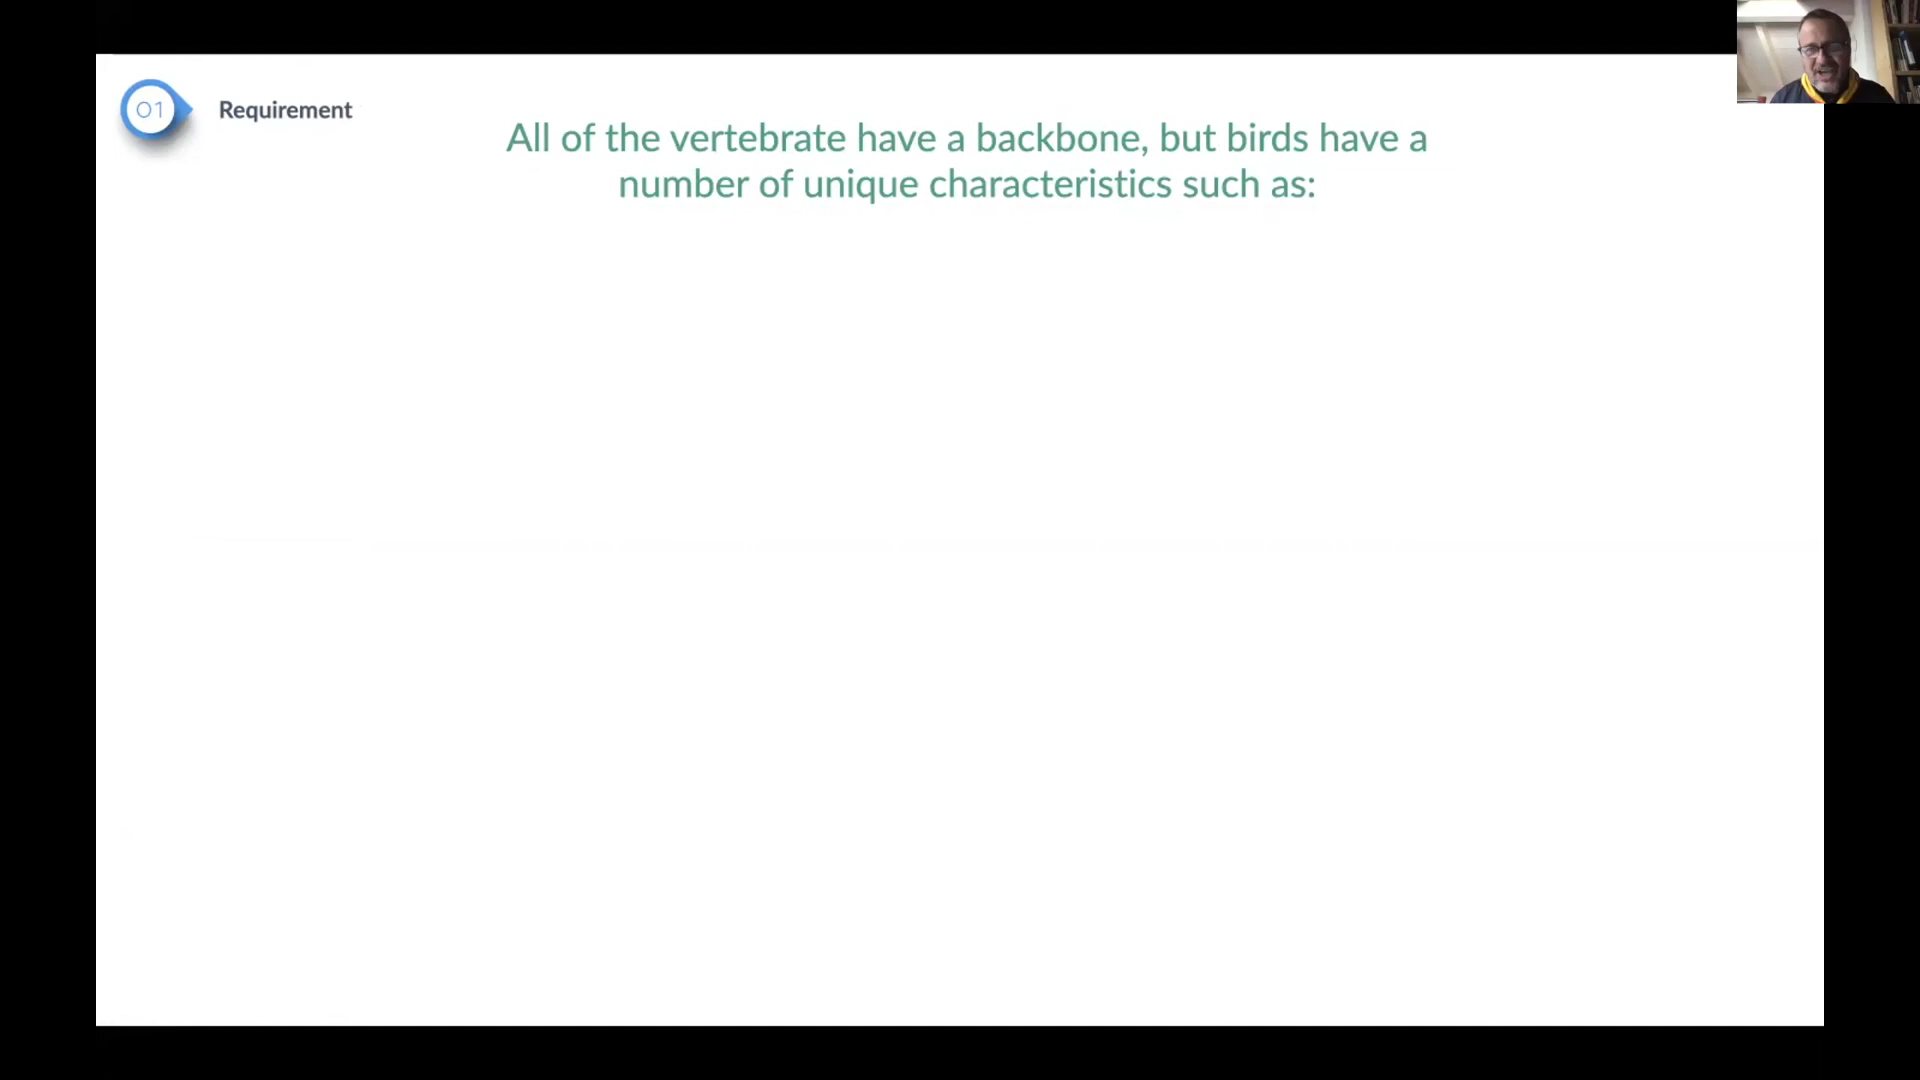 01
Requirement
All of the vertebrate have a backbone, but birds have a
number of unique characteristics such as: